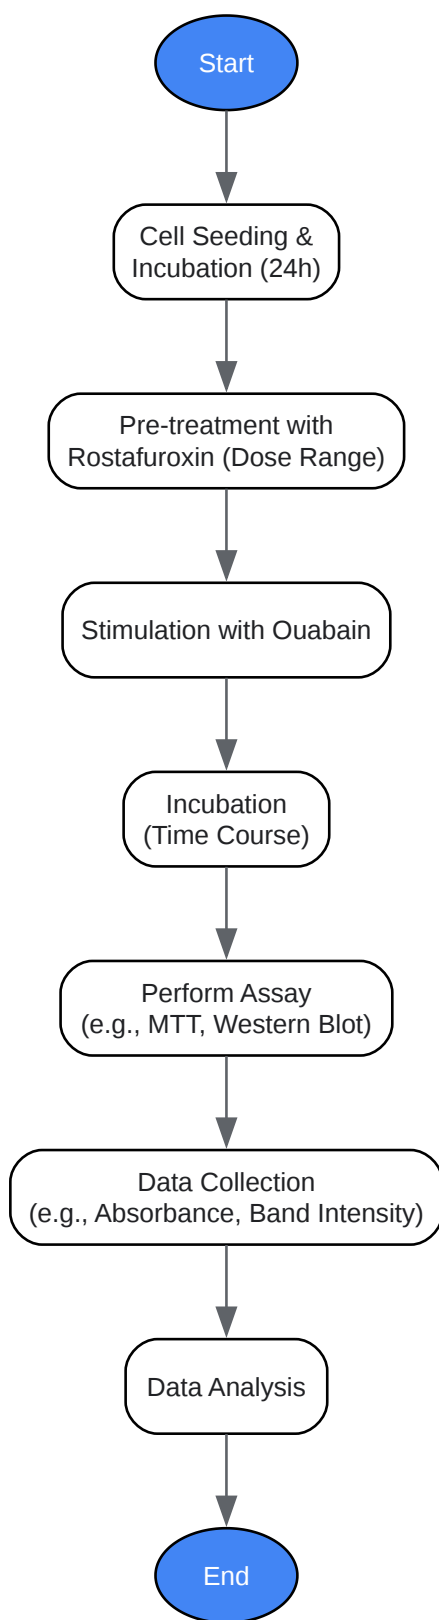 Start
Cell Seeding &
Incubation (24h)
Pre-treatment with
Rostafuroxin (Dose Range)
Stimulation with Ouabain
Incubation
(Time Course)
Perform Assay
(e.g., MTT, Western Blot)
Data Collection
(e.g., Absorbance, Band Intensity)
Data Analysis
End